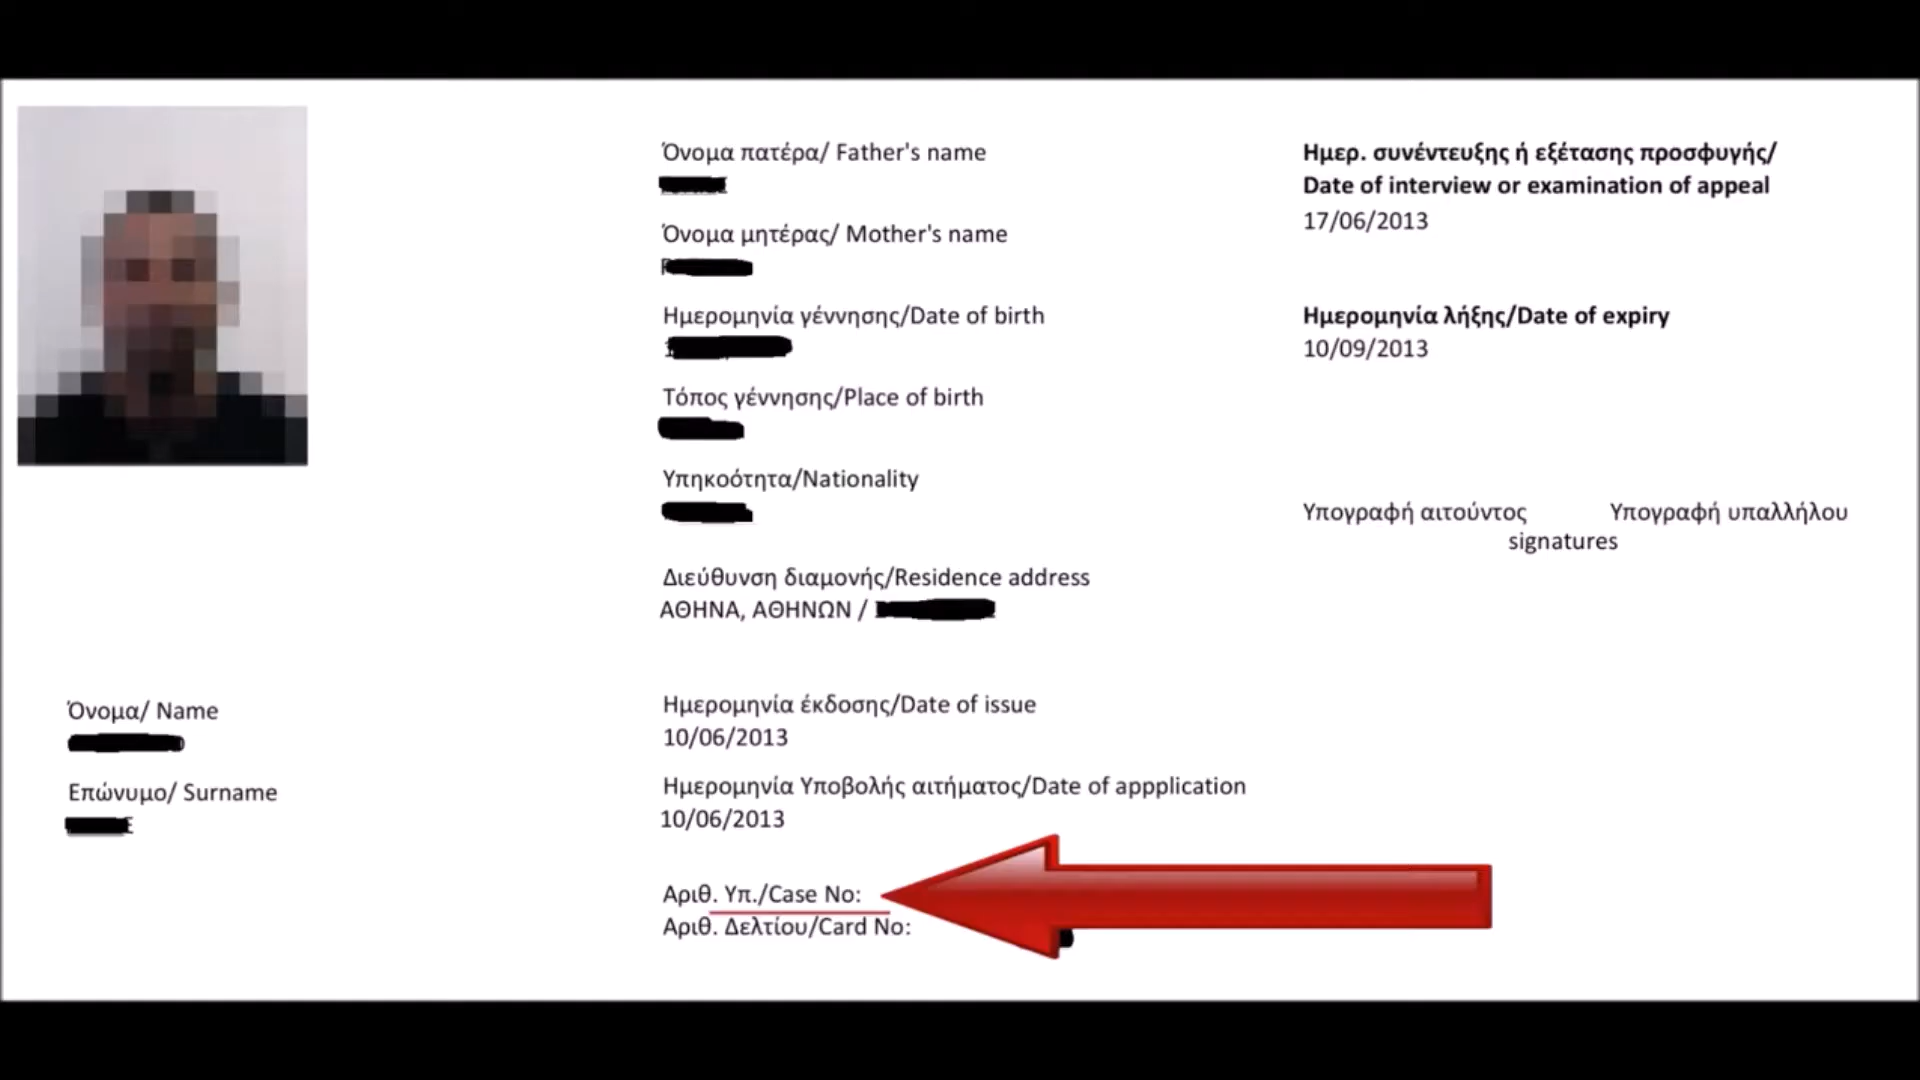 Όνομα πατέρα/ Father's name
Όνομα μητέρας/ Mother's name
Ημερομηνία γέννησης/Date of birth
Τόπος γέννησης/Place of birth
Υπηκοότητα/Nationality
Διεύθυνση διαμονής/Residence address
ΑΘΗΝΑ, ΑΘΗΝΩΝ /
Ημερ. συνέντευξης ή εξέτασης προσφυγής/
Date of interview or examination of appeal
17/06/2013
Ημερομηνία λήξης/Date of expiry
10/09/2013
Υπογραφή αιτούντος Υπογραφή υπαλλήλου
signatures
Όνομα/ Name
Επώνυμο/ Surname
Ημερομηνία έκδοσης/Date of issue
10/06/2013
Ημερομηνία Υποβολής αιτήματος/Date of appplication
10/06/2013
Αριθ. Υπ./Case No:
Αριθ. Δελτίου/Card No: